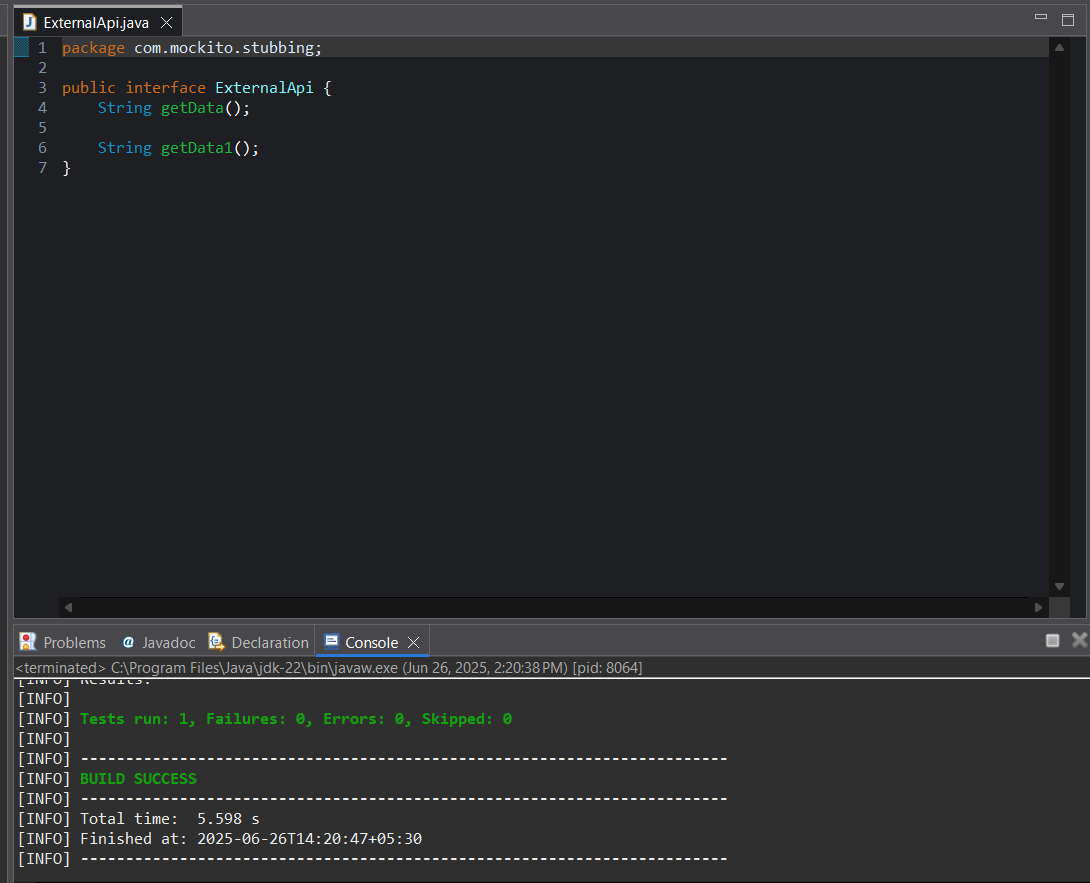 ExternalApi.java
1 package com.mockito.stubbing;
2
3 public interface ExternalApi {
4     String getData();
5
6     String getData1();
7 }
Problems @ Javadoc Declaration Console
<terminated> C:\Program Files\Java\jdk-22\bin\javaw.exe (Jun 26, 2025, 2:20:38 PM) [pid: 8064]
[INFO] Results:
[INFO]
[INFO] Tests run: 1, Failures: 0, Errors: 0, Skipped: 0
[INFO]
[INFO] ------------------------------------------------------------------------
[INFO] BUILD SUCCESS
[INFO] ------------------------------------------------------------------------
[INFO] Total time:  5.598 s
[INFO] Finished at: 2025-06-26T14:20:47+05:30
[INFO] ------------------------------------------------------------------------